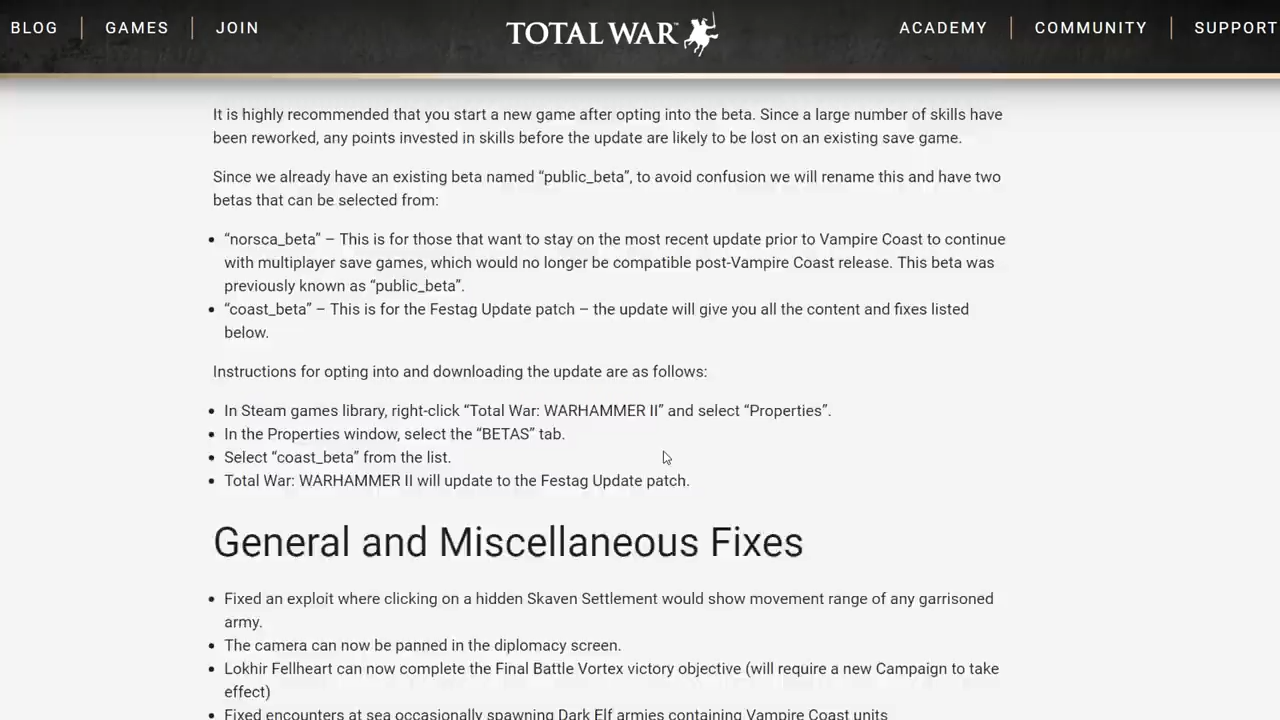 BLOG GAMES JOIN TOTAL WAR™ ACADEMY COMMUNITY SUPPORT
It is highly recommended that you start a new game after opting into the beta. Since a large number of skills have
been reworked, any points invested in skills before the update are likely to be lost on an existing save game.
Since we already have an existing beta named “public_beta”, to avoid confusion we will rename this and have two
betas that can be selected from:
• “norsca_beta” – This is for those that want to stay on the most recent update prior to Vampire Coast to continue
with multiplayer save games, which would no longer be compatible post-Vampire Coast release. This beta was
previously known as “public_beta”.
• “coast_beta” – This is for the Festag Update patch – the update will give you all the content and fixes listed
below.
Instructions for opting into and downloading the update are as follows:
• In Steam games library, right-click “Total War: WARHAMMER II” and select “Properties”.
• In the Properties window, select the “BETAS” tab.
• Select “coast_beta” from the list.
• Total War: WARHAMMER II will update to the Festag Update patch.
General and Miscellaneous Fixes
• Fixed an exploit where clicking on a hidden Skaven Settlement would show movement range of any garrisoned
army.
• The camera can now be panned in the diplomacy screen.
• Lokhir Fellheart can now complete the Final Battle Vortex victory objective (will require a new Campaign to take
effect)
• Fixed encounters at sea occasionally spawning Dark Elf armies containing Vampire Coast units